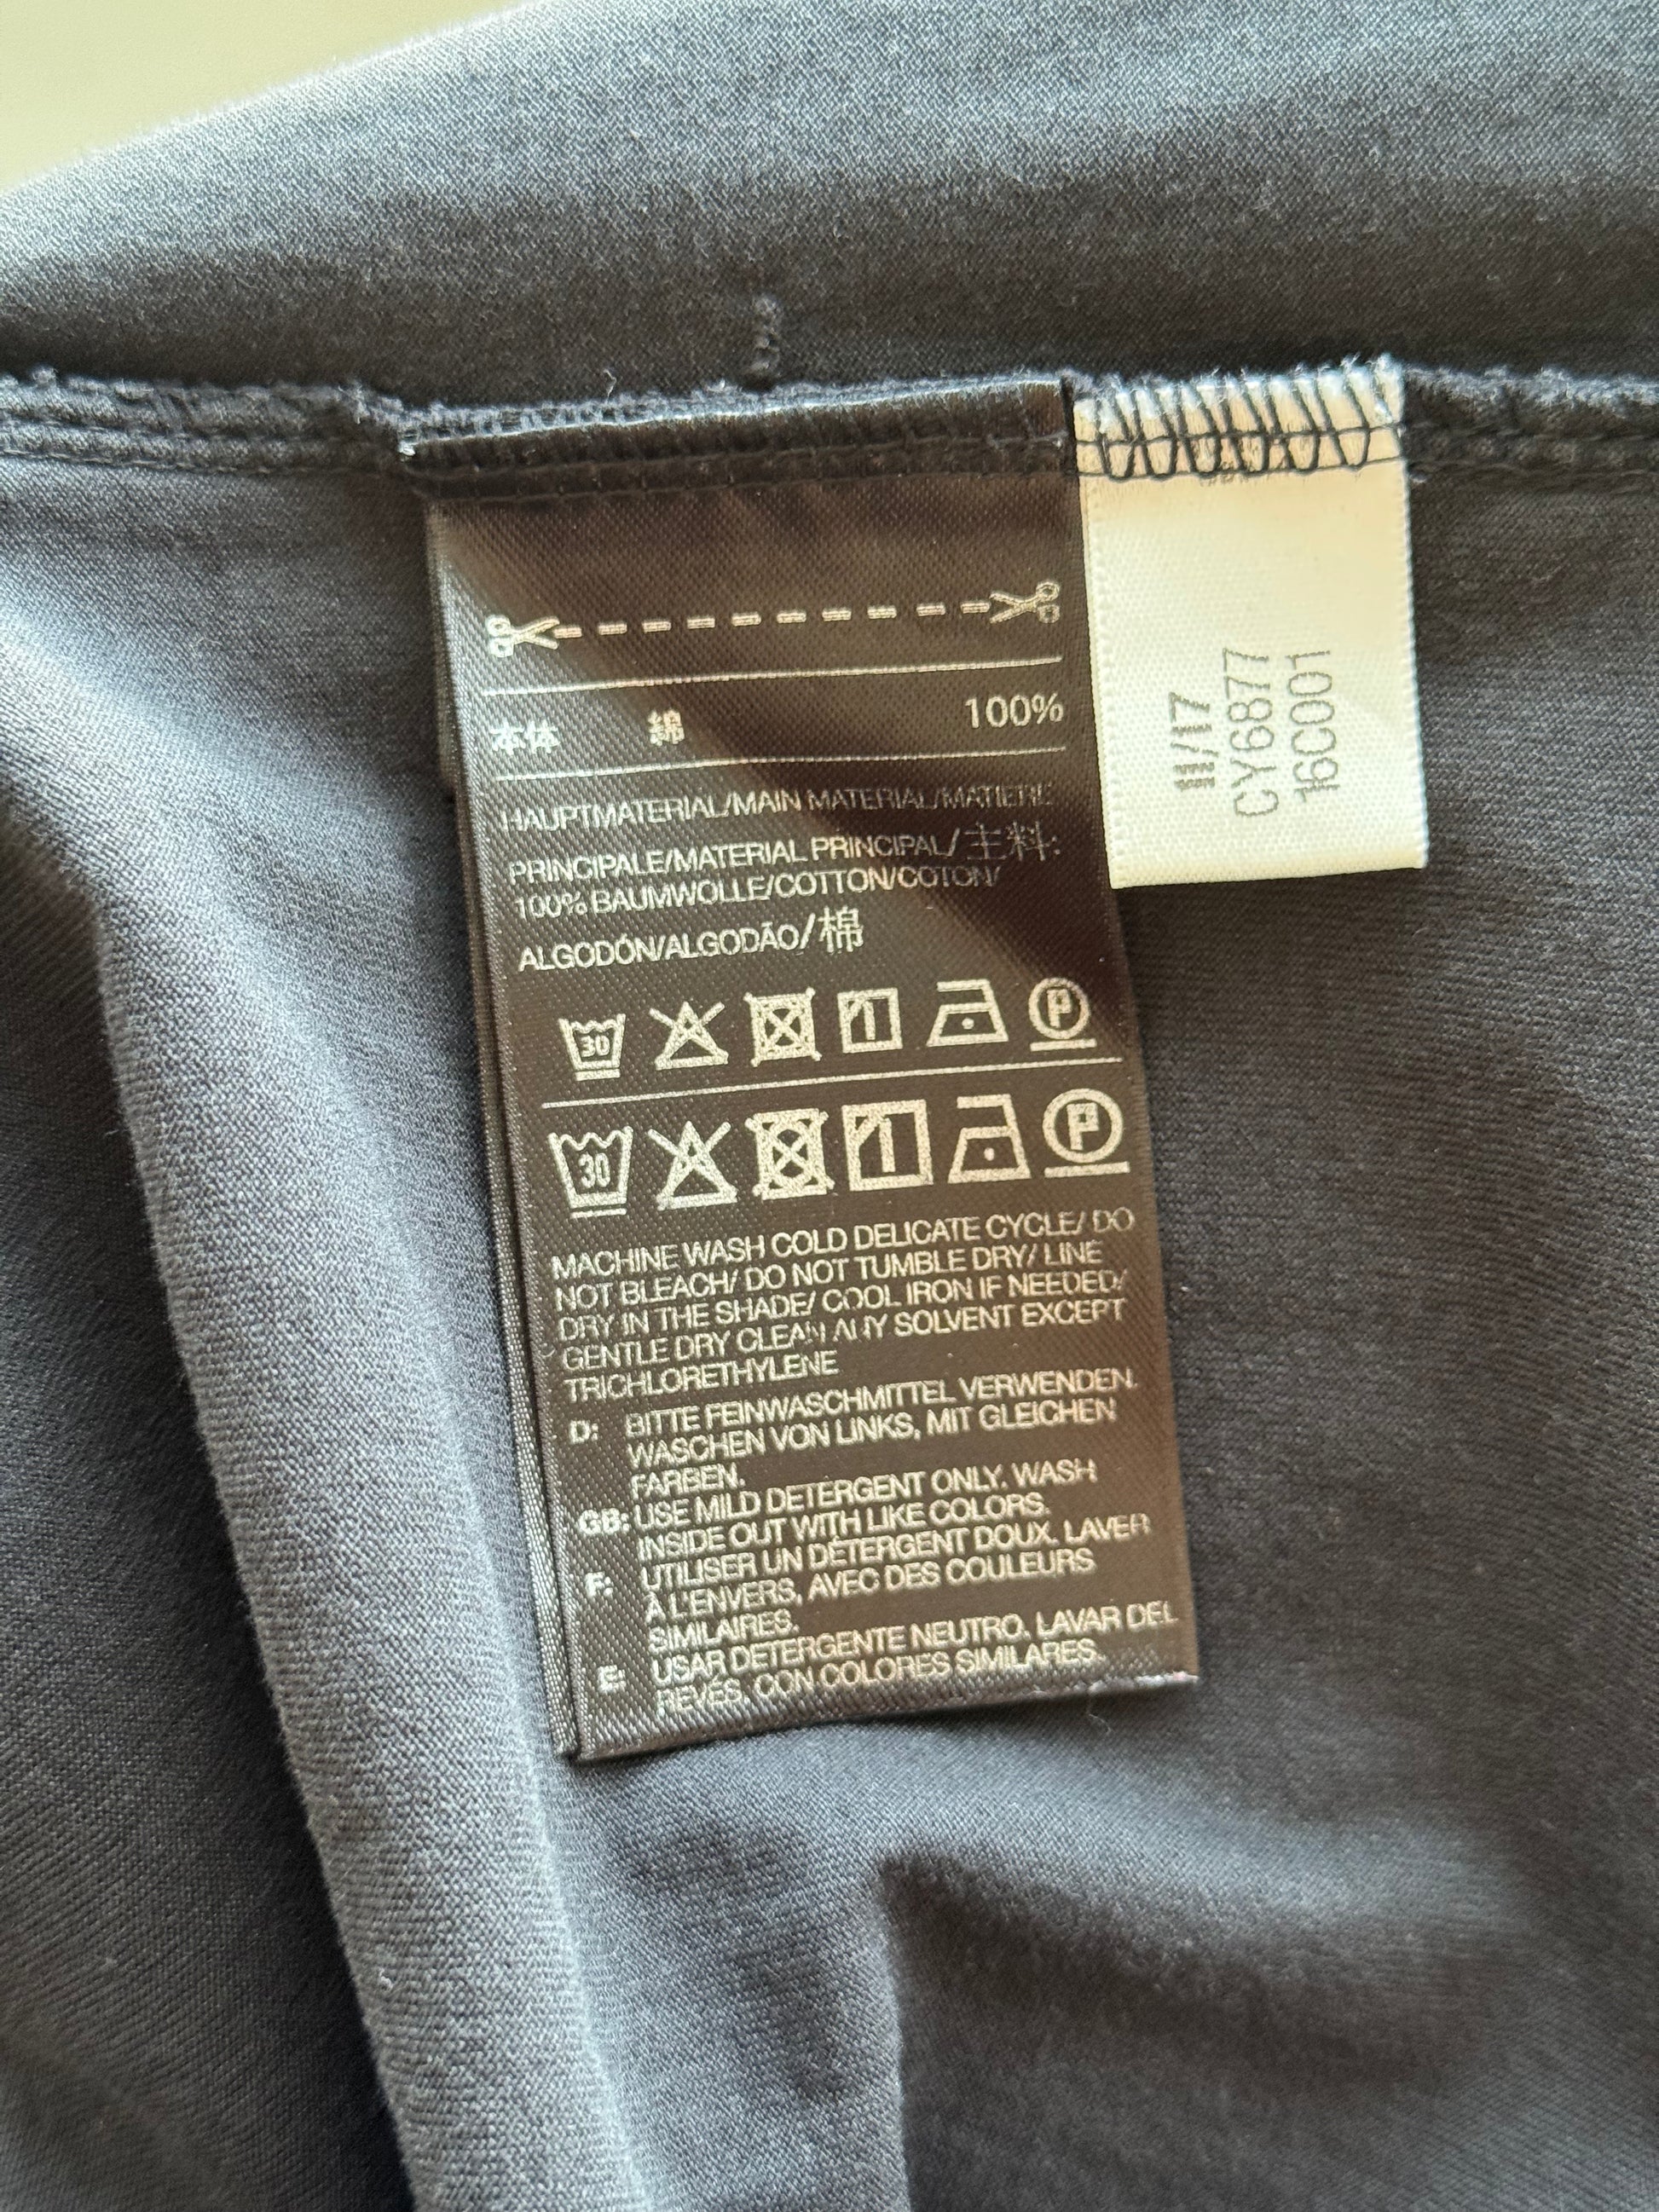 本体 綿 100%
HAUPTMATERIAL/MAIN MATERIAL/MATIERE
PRINCIPALE/MATERIAL PRINCIPAL/主料:
100% BAUMWOLLE/COTTON/COTON/
ALGODÓN/ALGODÃO/棉
30 P
30 P
MACHINE WASH COLD DELICATE CYCLE/ DO
NOT BLEACH/ DO NOT TUMBLE DRY/ LINE
DRY IN THE SHADE/ COOL IRON IF NEEDED/
GENTLE DRY CLEAN ANY SOLVENT EXCEPT
TRICHLORETHYLENE
D: BITTE FEINWASCHMITTEL VERWENDEN.
WASCHEN VON LINKS, MIT GLEICHEN
FARBEN.
GB: USE MILD DETERGENT ONLY. WASH
INSIDE OUT WITH LIKE COLORS.
F: UTILISER UN DÉTERGENT DOUX. LAVER
À L'ENVERS, AVEC DES COULEURS
SIMILAIRES.
E: USAR DETERGENTE NEUTRO. LAVAR DEL
REVÉS, CON COLORES SIMILARES.
11/17
CY6877
16C001